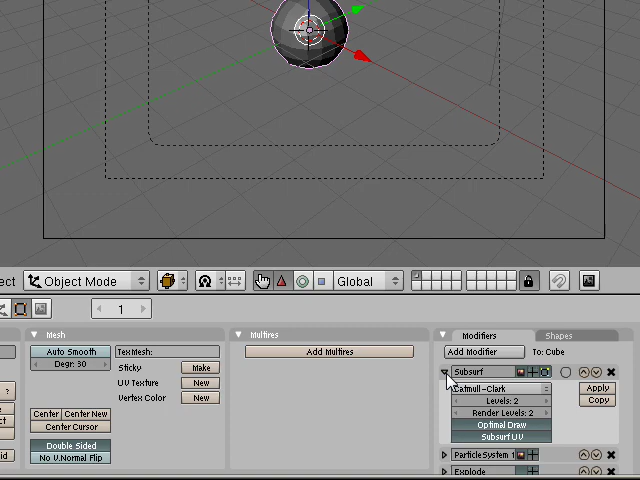 ect Object Mode Global
1
Mesh Multires Modifiers Shapes
Auto Smooth TexMesh: Add Multires Add Modifier To: Cube
Degr: 30
Sticky Make
Subsurf
UV Texture New
Catmull-Clark Apply
Vertex Color New
Levels: 2 Copy
Render Levels: 2
Center Center New
Center Cursor
Optimal Draw
Subsurf UV
Double Sided
No V.Normal Flip
ParticleSystem 1
Explode